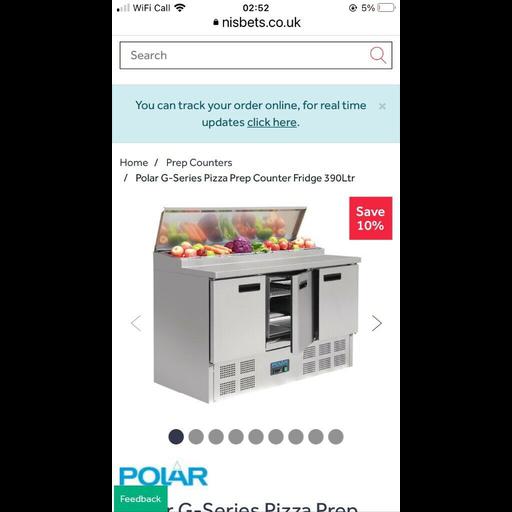 WiFi Call 02:52 5%
nisbets.co.uk
Search
You can track your order online, for real time ×
updates click here.
Home / Prep Counters
/ Polar G-Series Pizza Prep Counter Fridge 390Ltr
Save
10%
POLAR
POLAR
Feedback
r G-Series Pizza Prep